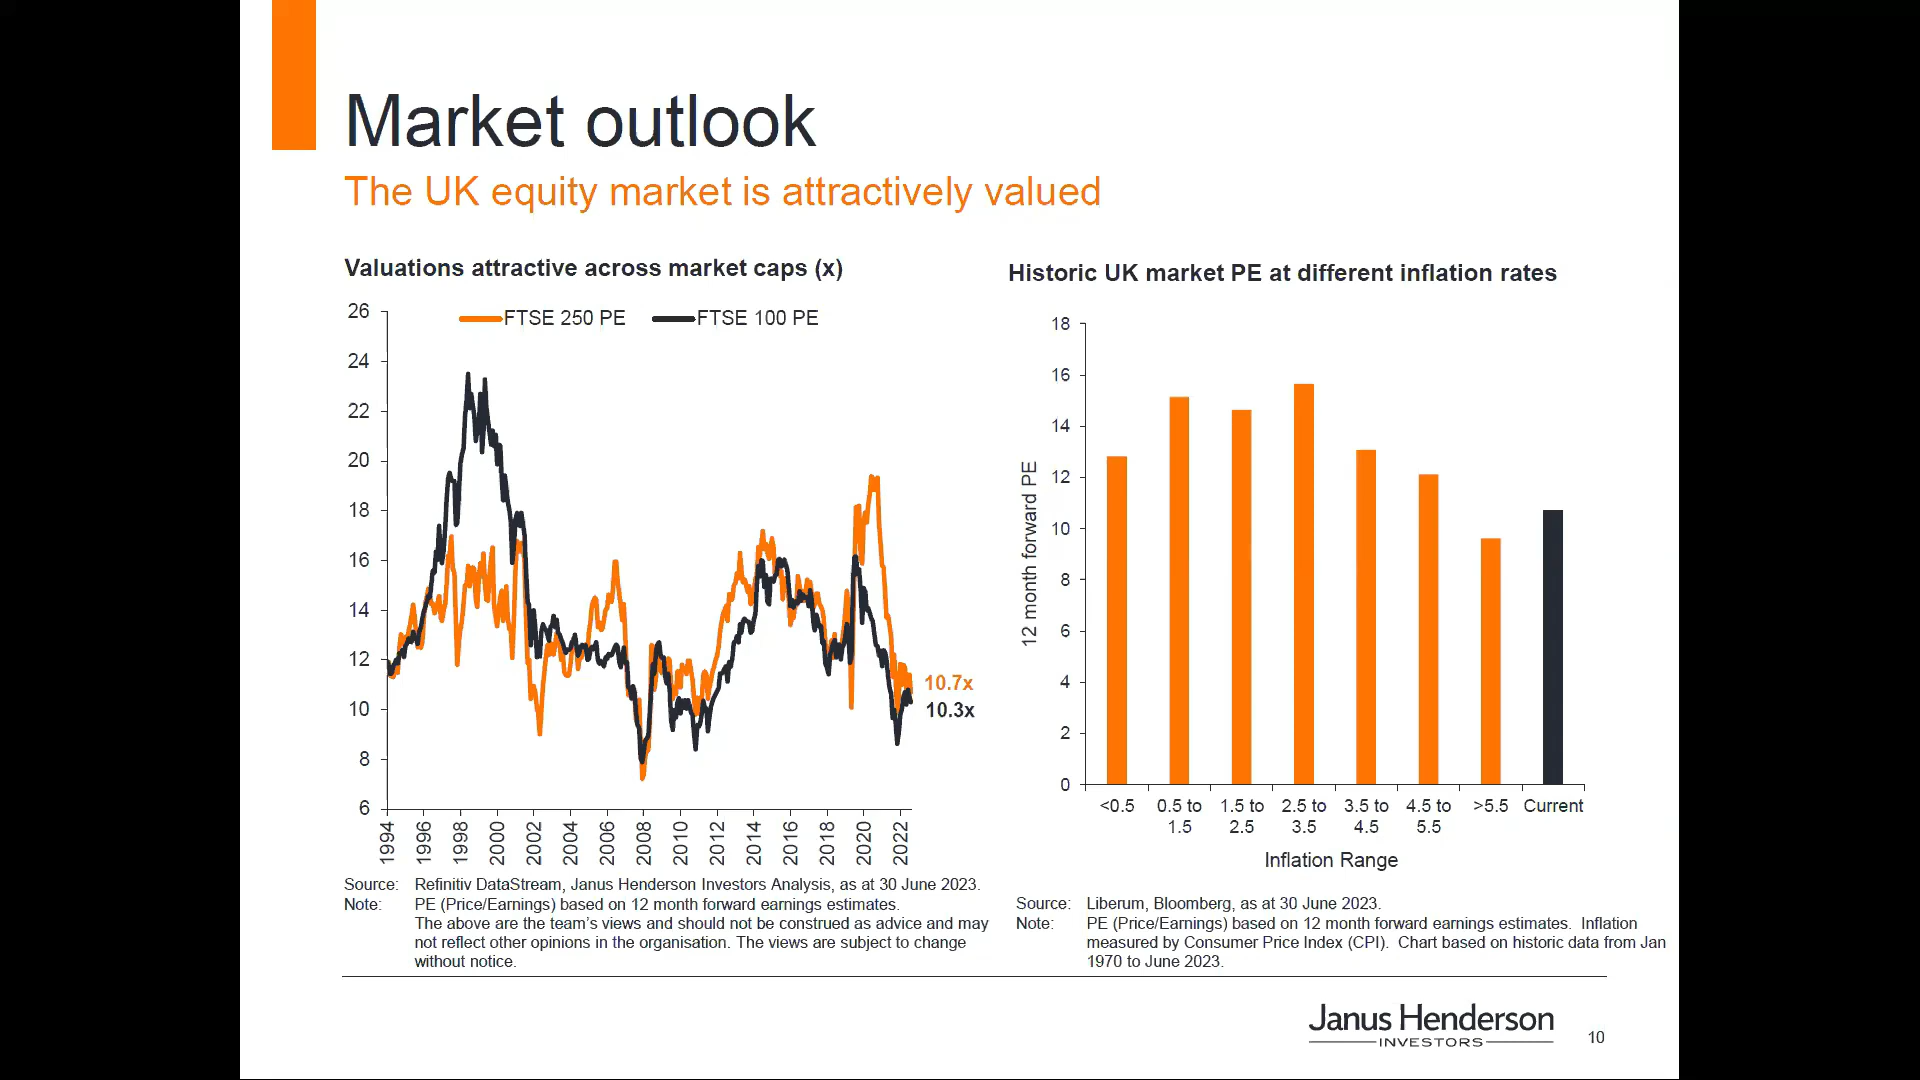 Market outlook
The UK equity market is attractively valued
Valuations attractive across market caps (x)
FTSE 250 PE
FTSE 100 PE
26
24
22
20
18
16
14
12
10
8
6
1994
1996
1998
2000
2002
2004
2006
2008
2010
2012
2014
2016
2018
2020
2022
10.7x
10.3x
Source: Refinitiv DataStream, Janus Henderson Investors Analysis, as at 30 June 2023.
Note: PE (Price/Earnings) based on 12 month forward earnings estimates.
The above are the team’s views and should not be construed as advice and may
not reflect other opinions in the organisation. The views are subject to change
without notice.
Historic UK market PE at different inflation rates
12 month forward PE
18
16
14
12
10
8
6
4
2
0
<0.5
0.5 to
1.5
1.5 to
2.5
2.5 to
3.5
3.5 to
4.5
4.5 to
5.5
>5.5
Current
Inflation Range
Source: Liberum, Bloomberg, as at 30 June 2023.
Note: PE (Price/Earnings) based on 12 month forward earnings estimates. Inflation
measured by Consumer Price Index (CPI). Chart based on historic data from Jan
1970 to June 2023.
Janus Henderson
INVESTORS
10